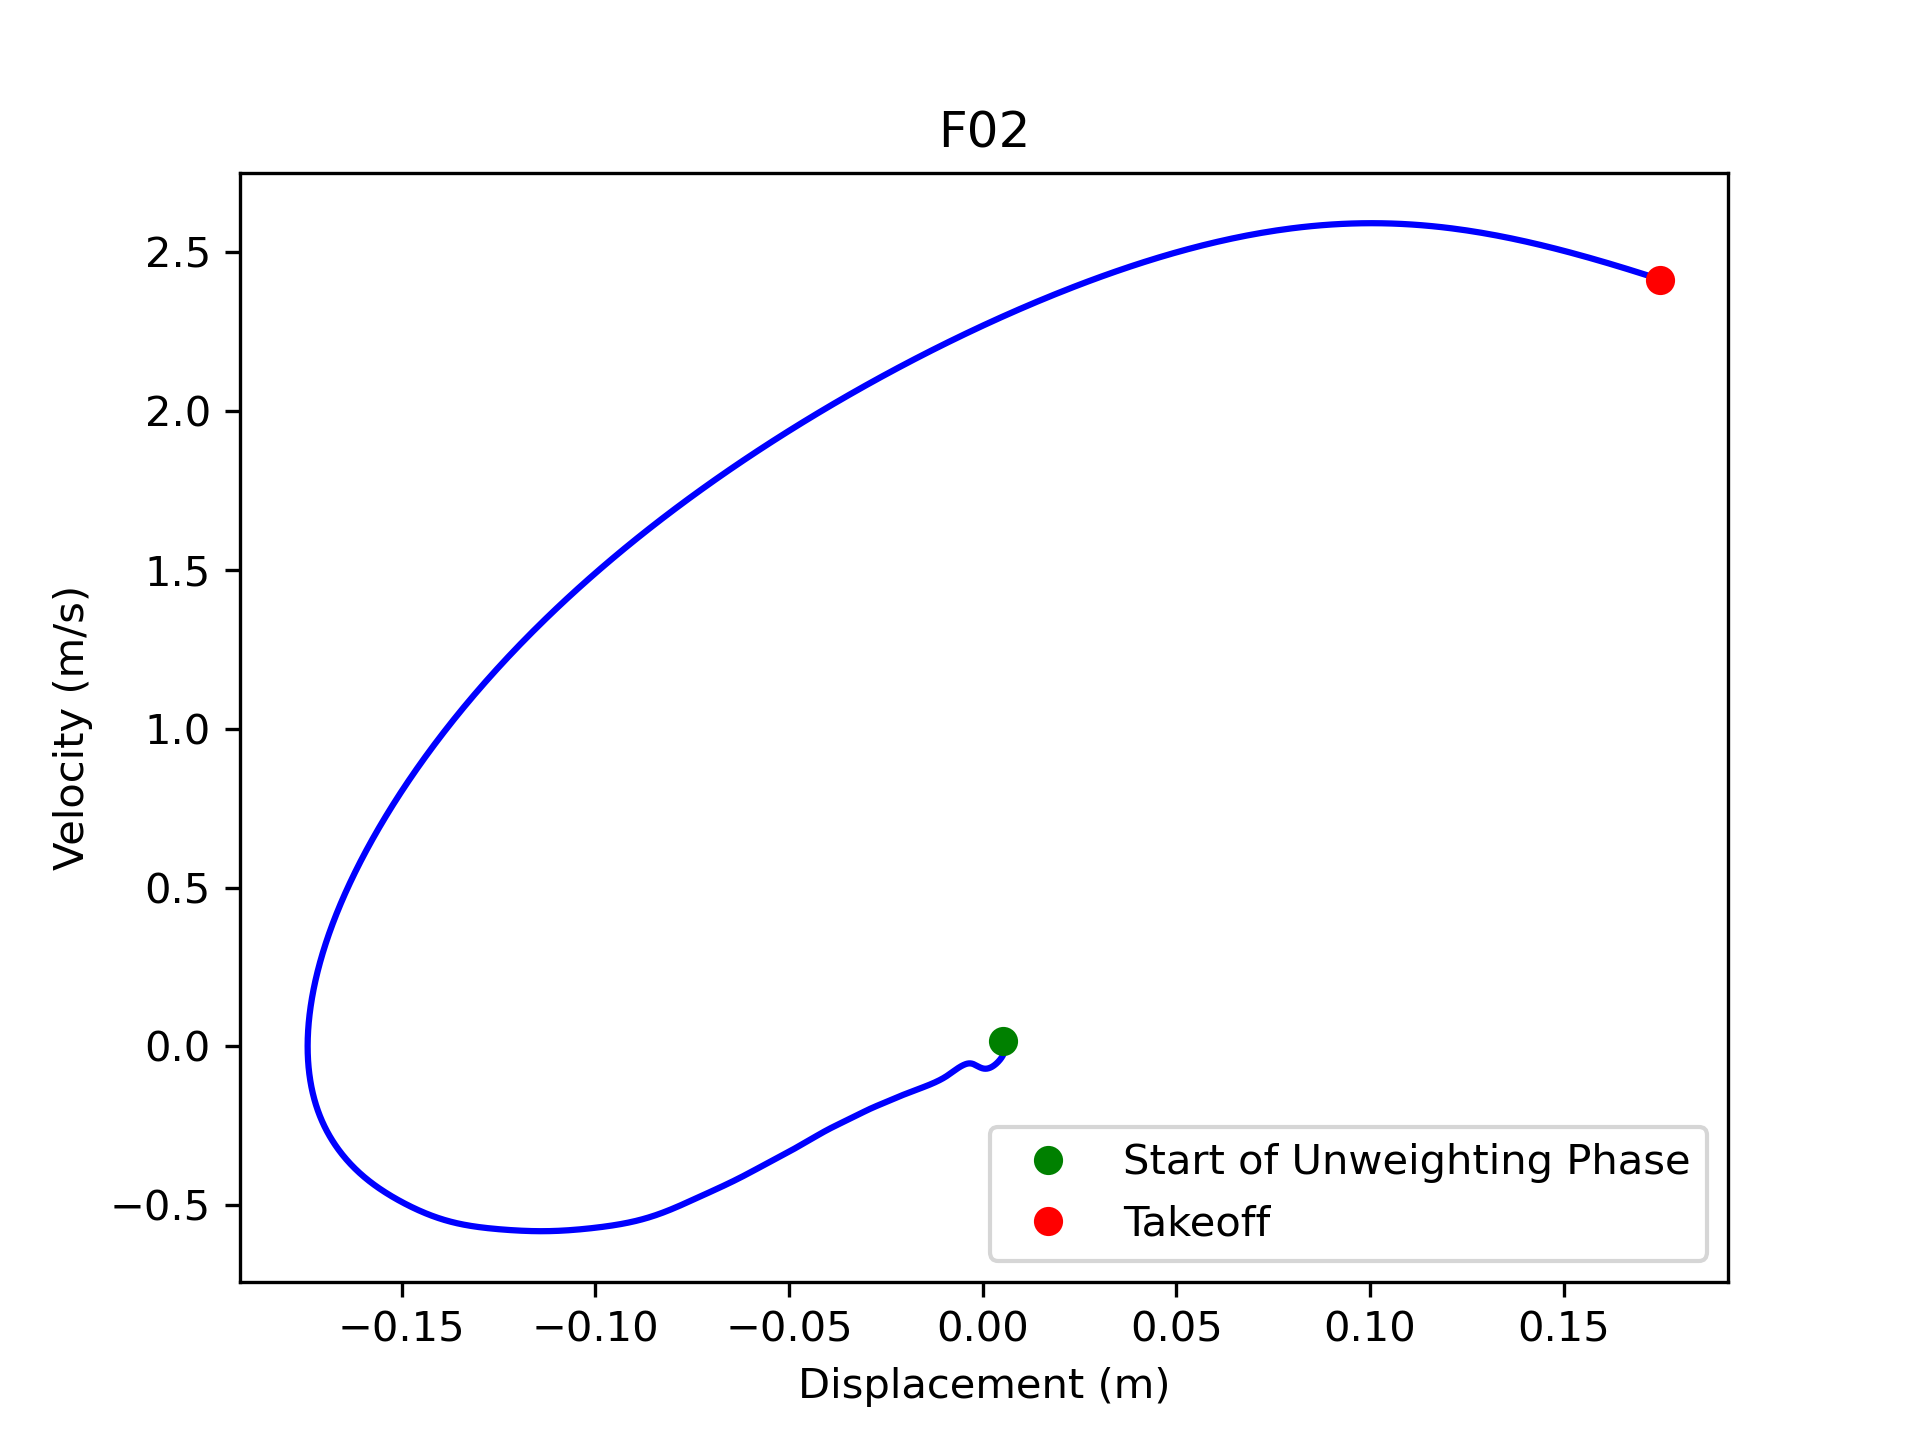 F02
Velocity (m/s)
2.5
2.0
1.5
1.0
0.5
0.0
−0.5
Start of Unweighting Phase
Takeoff
−0.15 −0.10 −0.05 0.00 0.05 0.10 0.15
Displacement (m)